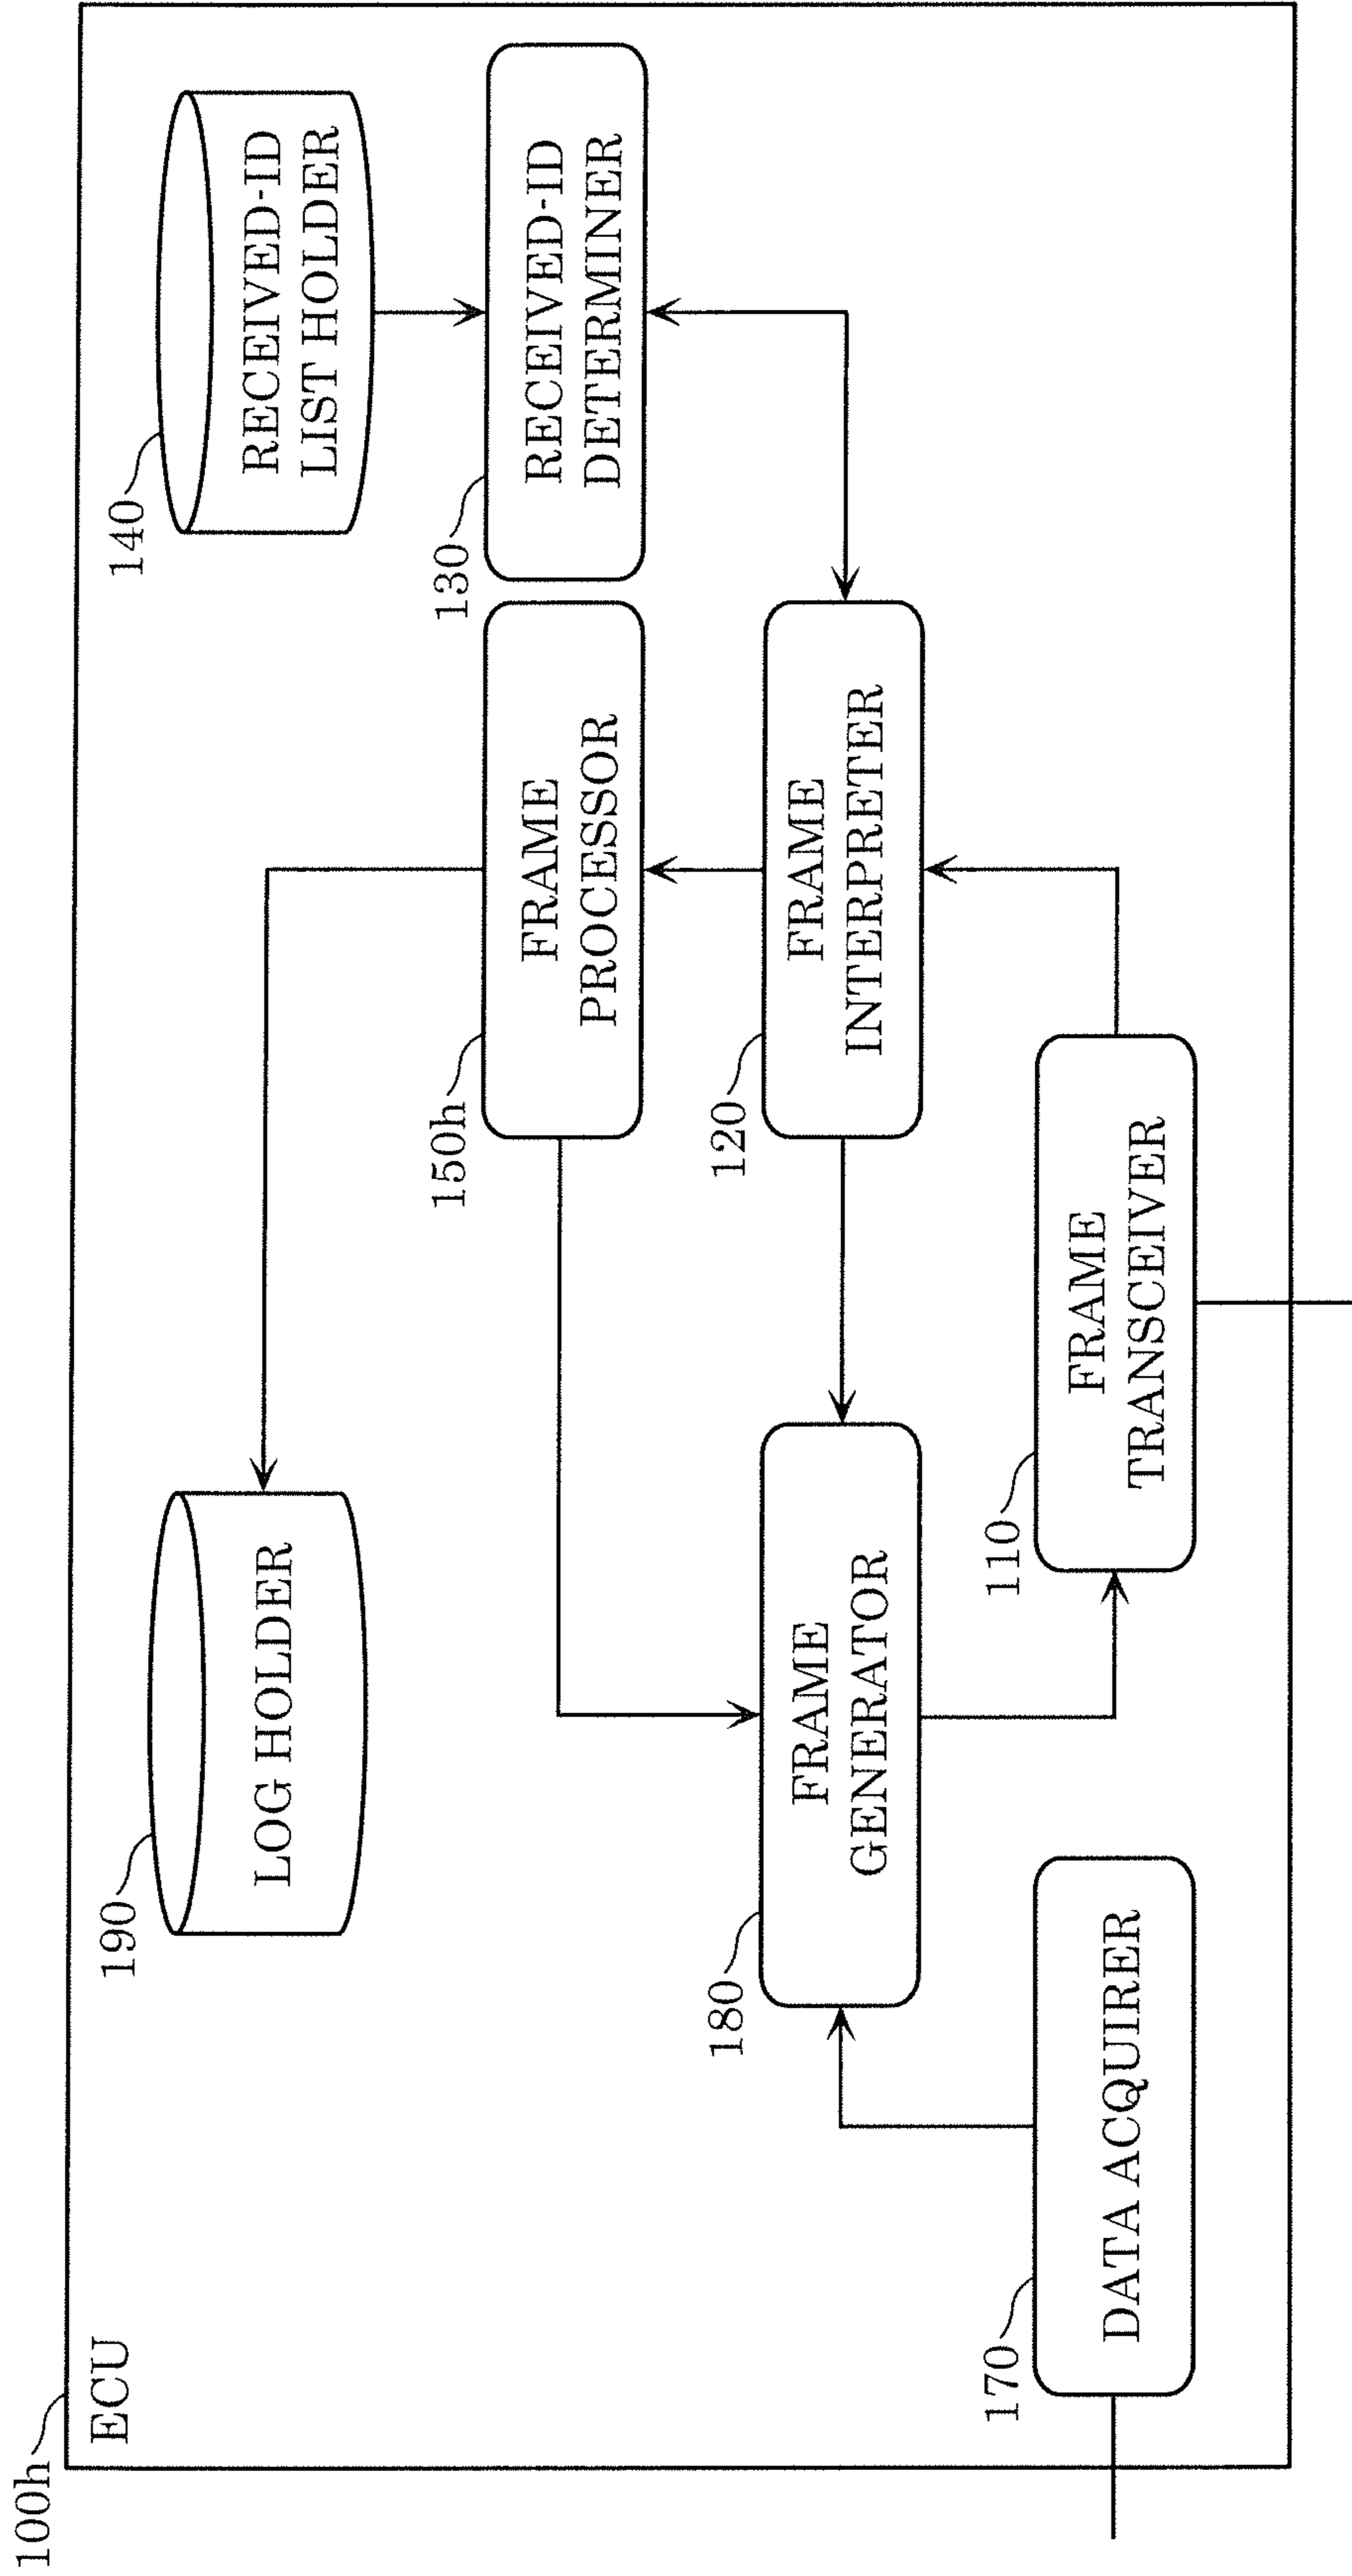 100h
ECU
190
LOG HOLDER
140
RECEIVED-ID
LIST HOLDER
150h
FRAME
PROCESSOR
130
RECEIVED-ID
DETERMINER
180
FRAME
GENERATOR
120
FRAME
INTERPRETER
170
DATA ACQUIRER
110
FRAME
TRANSCEIVER